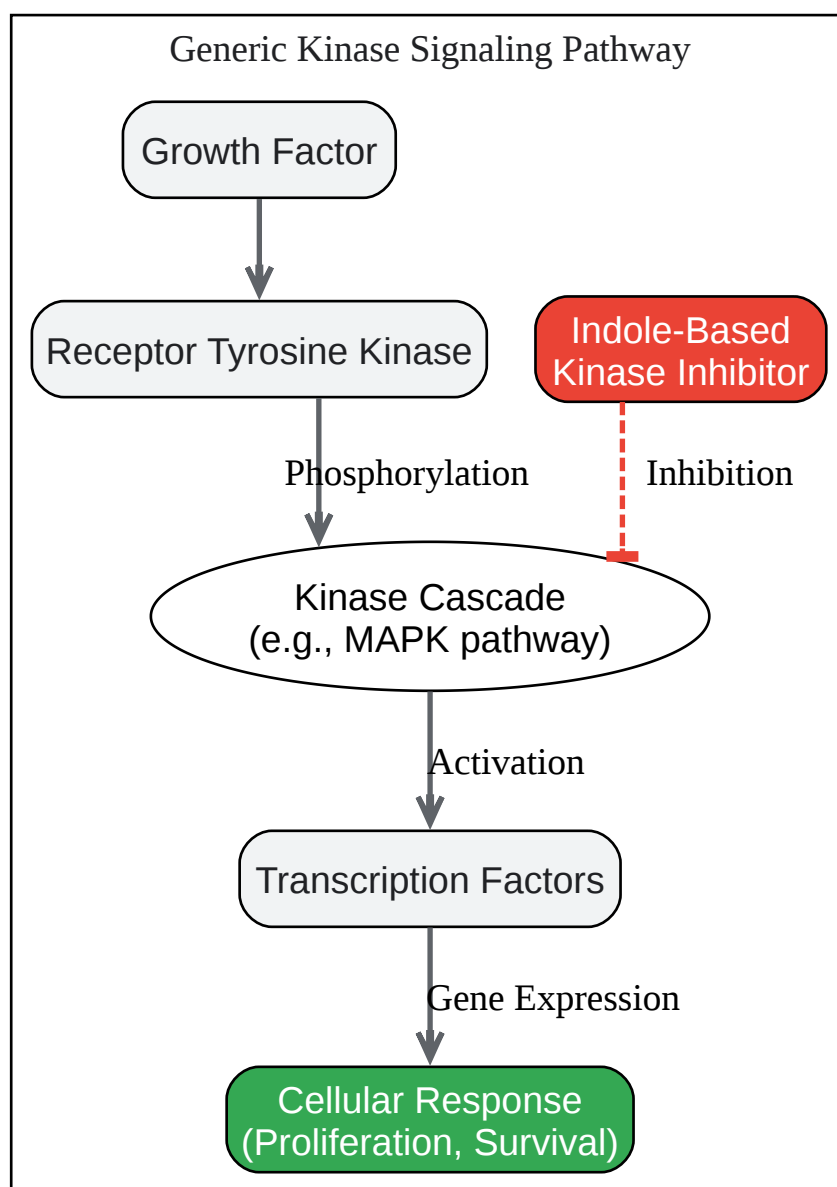 Generic Kinase Signaling Pathway
Growth Factor
Receptor Tyrosine Kinase
Indole-Based
Kinase Inhibitor
Phosphorylation
Inhibition
Kinase Cascade
(e.g., MAPK pathway)
Activation
Transcription Factors
Gene Expression
Cellular Response
(Proliferation, Survival)